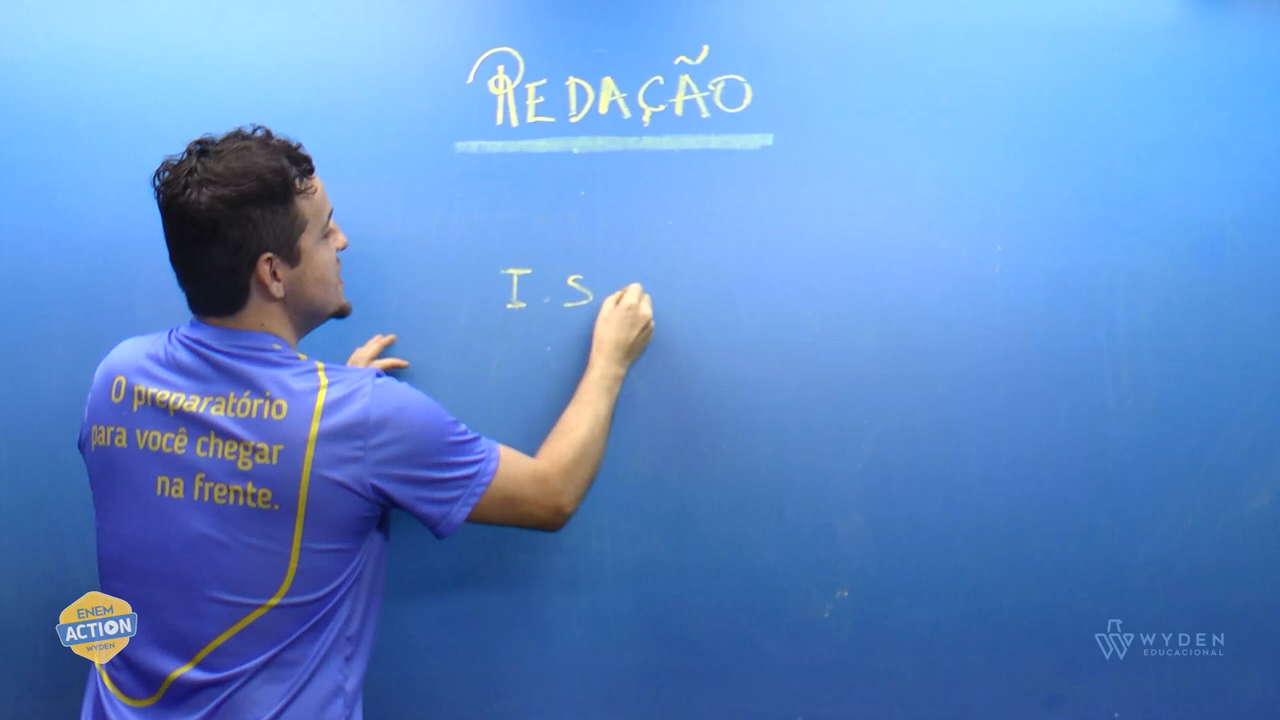 REDAÇÃO
I.S
O preparatório
para você chegar
na frente.
ENEM
ACTION
WYDEN
WYDEN
EDUCACIONAL